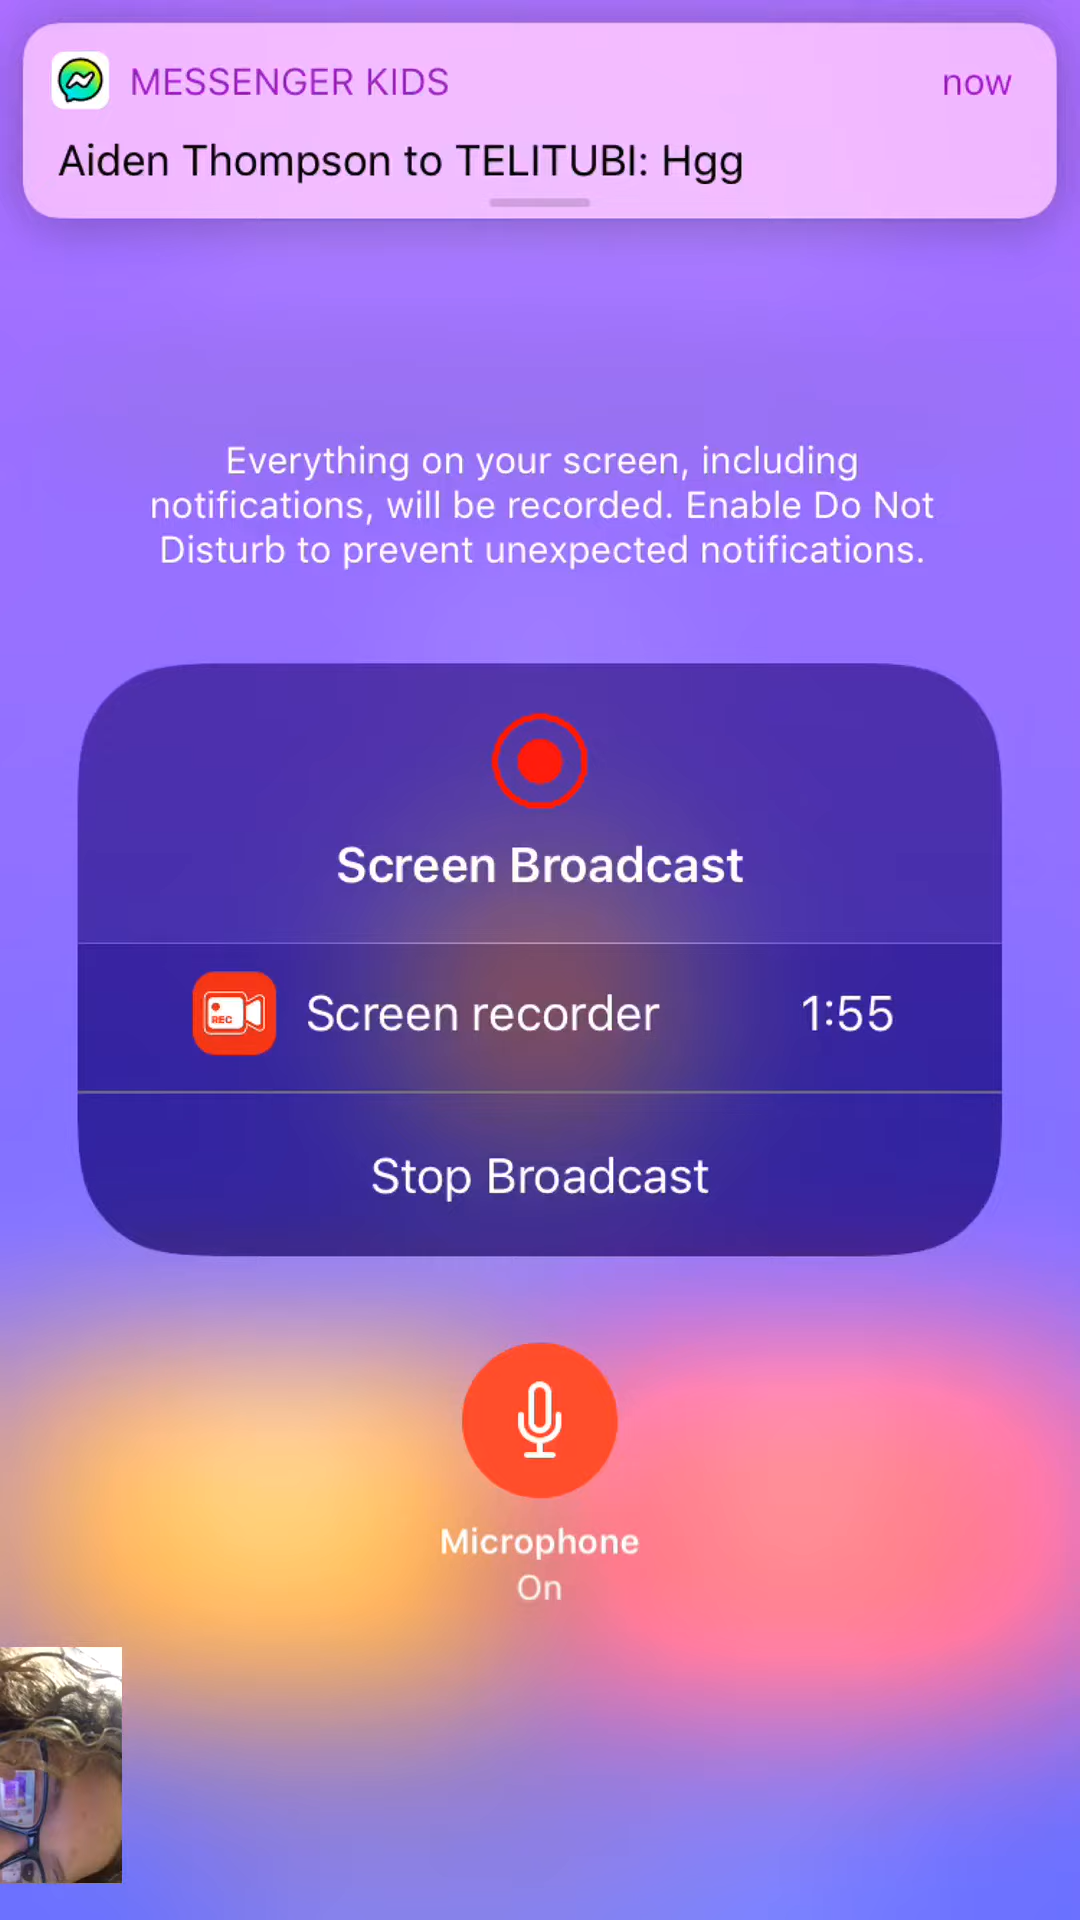 MESSENGER KIDS
now
Aiden Thompson to TELITUBI: Hgg
Everything on your screen, including
notifications, will be recorded. Enable Do Not
Disturb to prevent unexpected notifications.
Screen Broadcast
REC
Screen recorder
1:55
Stop Broadcast
Microphone
On